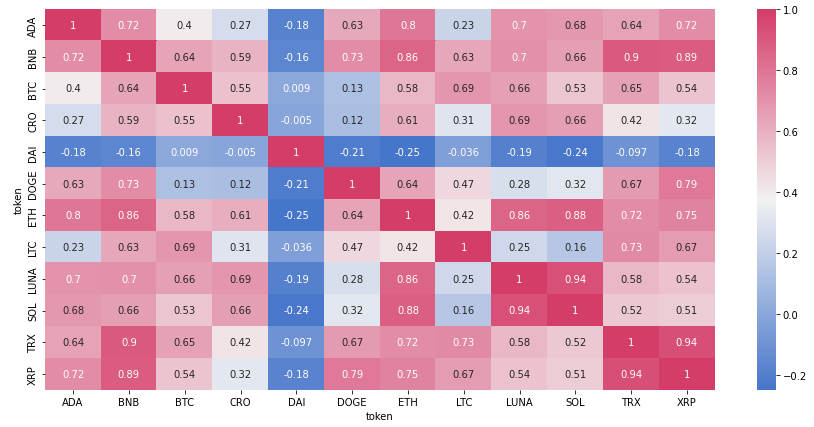 ADA 1 0.72 0.4 0.27 -0.18 0.63 0.8 0.23 0.7 0.68 0.64 0.72
BNB 0.72 1 0.64 0.59 -0.16 0.73 0.86 0.63 0.7 0.66 0.9 0.89
BTC 0.4 0.64 1 0.55 0.009 0.13 0.58 0.69 0.66 0.53 0.65 0.54
CRO 0.27 0.59 0.55 1 -0.005 0.12 0.61 0.31 0.69 0.66 0.42 0.32
DAI -0.18 -0.16 0.009 -0.005 1 -0.21 -0.25 -0.036 -0.19 -0.24 -0.097 -0.18
DOGE 0.63 0.73 0.13 0.12 -0.21 1 0.64 0.47 0.28 0.32 0.67 0.79
ETH 0.8 0.86 0.58 0.61 -0.25 0.64 1 0.42 0.86 0.88 0.72 0.75
LTC 0.23 0.63 0.69 0.31 -0.036 0.47 0.42 1 0.25 0.16 0.73 0.67
LUNA 0.7 0.7 0.66 0.69 -0.19 0.28 0.86 0.25 1 0.94 0.58 0.54
SOL 0.68 0.66 0.53 0.66 -0.24 0.32 0.88 0.16 0.94 1 0.52 0.51
TRX 0.64 0.9 0.65 0.42 -0.097 0.67 0.72 0.73 0.58 0.52 1 0.94
XRP 0.72 0.89 0.54 0.32 -0.18 0.79 0.75 0.67 0.54 0.51 0.94 1
ADA BNB BTC CRO DAI DOGE ETH LTC LUNA SOL TRX XRP
token
token
1.0
0.8
0.6
0.4
0.2
0.0
−0.2